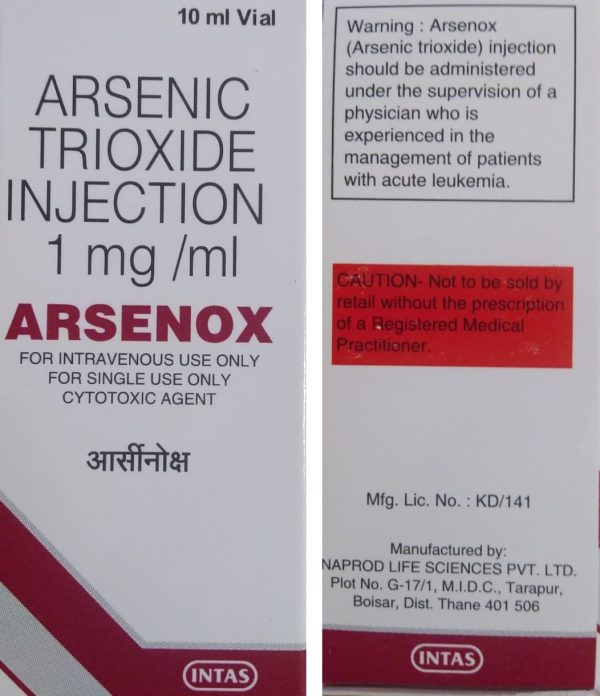 10 ml Vial
ARSENIC
TRIOXIDE
INJECTION
1 mg /ml
ARSENOX
FOR INTRAVENOUS USE ONLY
FOR SINGLE USE ONLY
CYTOTOXIC AGENT
आर्सीनोक्ष
INTAS
Warning : Arsenox
(Arsenic trioxide) injection
should be administered
under the supervision of a
physician who is
experienced in the
management of patients
with acute leukemia.
CAUTION- Not to be sold by
retail without the prescription
of a Registered Medical
Practitioner.
Mfg. Lic. No. : KD/141
Manufactured by:
NAPROD LIFE SCIENCES PVT. LTD.
Plot No. G-17/1, M.I.D.C., Tarapur,
Boisar, Dist. Thane 401 506
INTAS